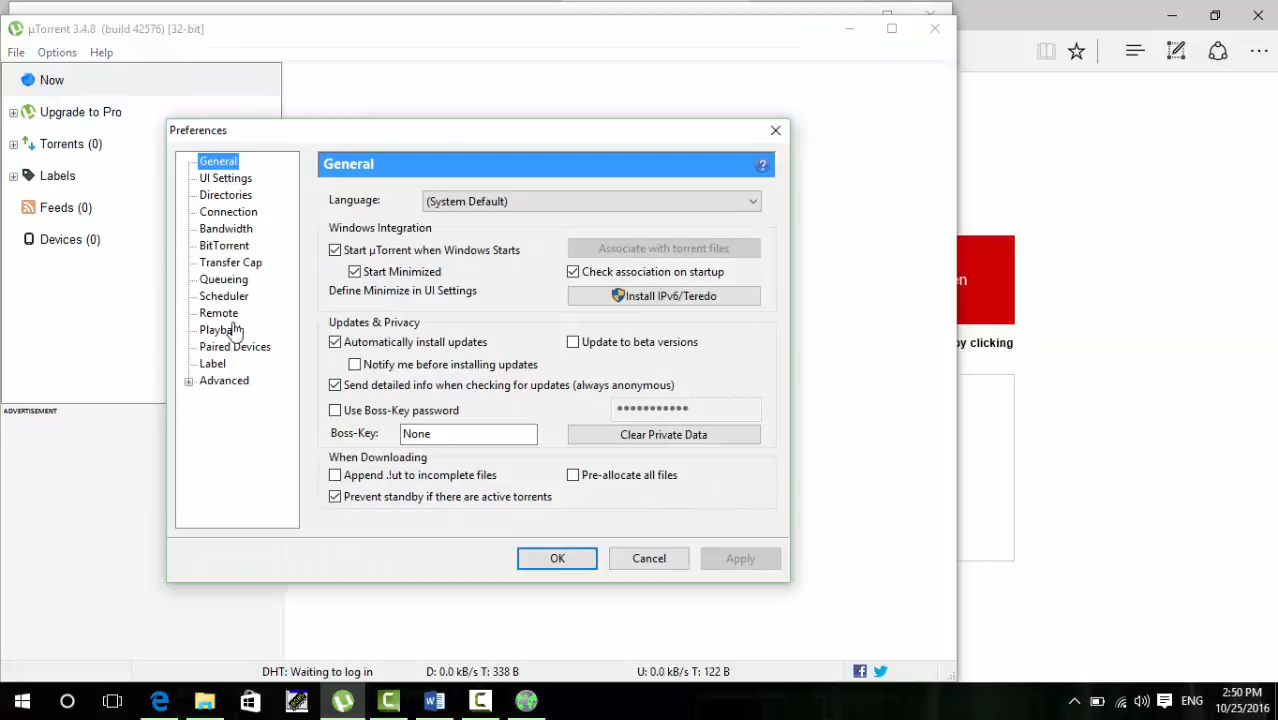 µTorrent 3.4.8 (build 42576) [32-bit]
File Options Help
Now
Upgrade to Pro
Torrents (0)
Labels
Feeds (0)
Devices (0)
ADVERTISEMENT
Preferences
General
UI Settings
Directories
Connection
Bandwidth
BitTorrent
Transfer Cap
Queueing
Scheduler
Remote
Paired Devices
Label
Advanced
General
?
Language: (System Default)
Windows Integration
Start µTorrent when Windows Starts
Associate with torrent files
Start Minimized
Check association on startup
Define Minimize in UI Settings
Install IPv6/Teredo
Updates & Privacy
Automatically install updates
Update to beta versions
Notify me before installing updates
Send detailed info when checking for updates (always anonymous)
Use Boss-Key password
•••••••••••
Boss-Key: None
Clear Private Data
When Downloading
Append .!ut to incomplete files
Pre-allocate all files
Prevent standby if there are active torrents
OK Cancel Apply
en
by clicking
DHT: Waiting to log in D: 0.0 kB/s T: 338 B U: 0.0 kB/s T: 122 B
ENG
2:50 PM
10/25/2016